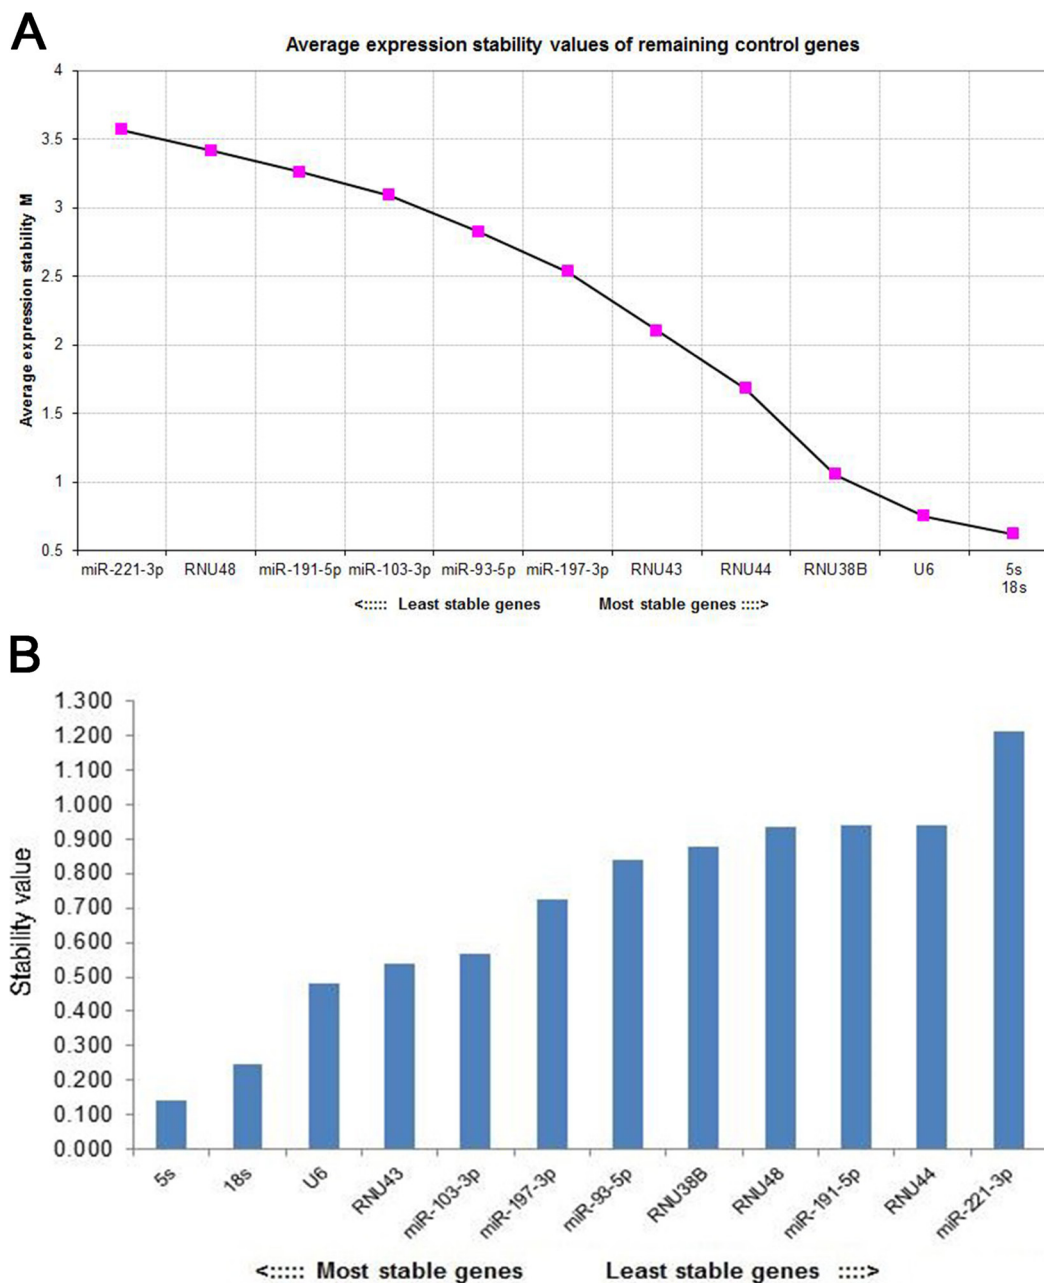 A
Average expression stability values of remaining control genes
4
3.5
3
2.5
2
1.5
1
0.5
Average expression stability M
miR-221-3p RNU48 miR-191-5p miR-103-3p miR-93-5p miR-197-3p RNU43 RNU44 RNU38B U6 5s
18s
<::::: Least stable genes Most stable genes ::::>
B
1.300
1.200
1.100
1.000
0.900
0.800
0.700
0.600
0.500
0.400
0.300
0.200
0.100
0.000
Stability value
5s 18s U6 RNU43 miR-103-3p miR-197-3p miR-93-5p RNU38B RNU48 miR-191-5p RNU44 miR-221-3p
<::::: Most stable genes Least stable genes ::::>